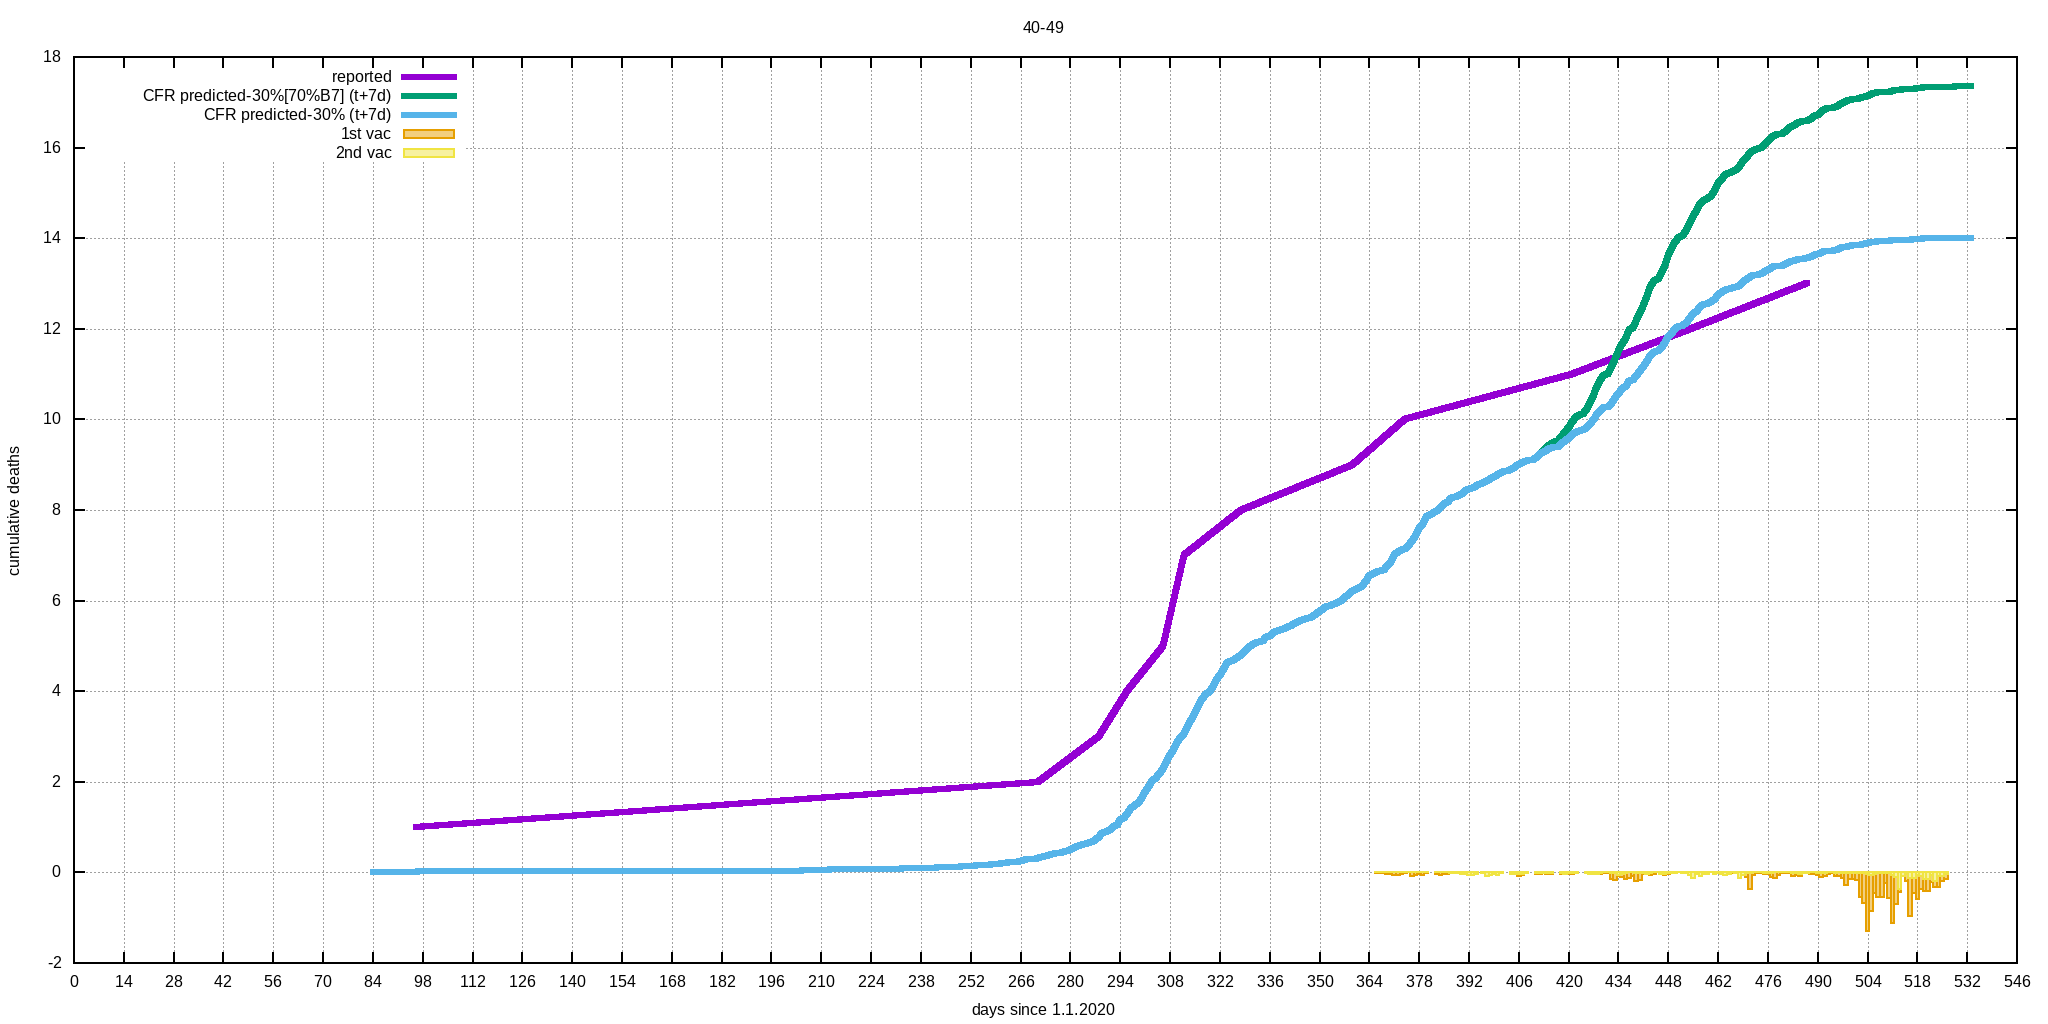 40-49
18
16
14
12
10
8
6
4
2
0
-2
reported
CFR predicted-30%[70%B7] (t+7d)
CFR predicted-30% (t+7d)
1st vac
2nd vac
cumulative deaths
0 14 28 42 56 70 84 98 112 126 140 154 168 182 196 210 224 238 252 266 280 294 308 322 336 350 364 378 392 406 420 434 448 462 476 490 504 518 532 546
days since 1.1.2020